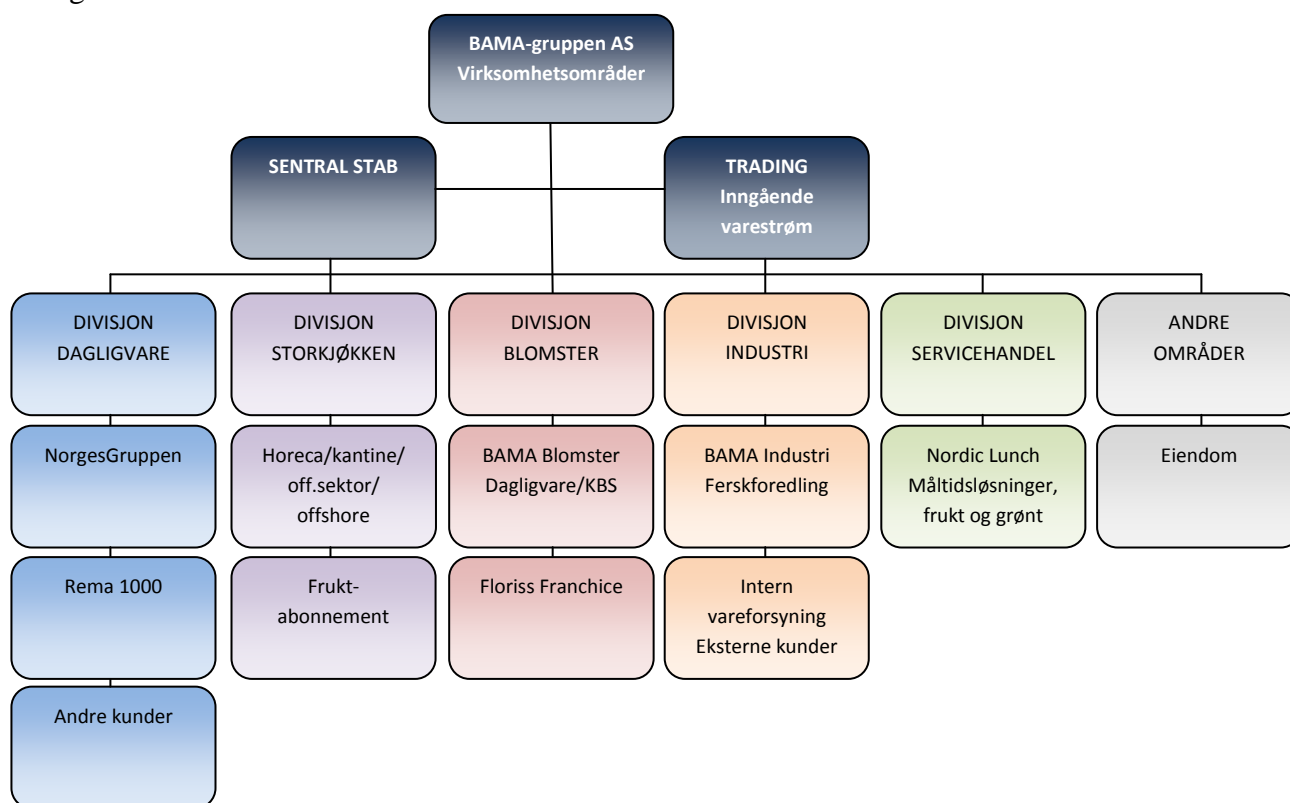 BAMA-gruppen AS
Virksomhetsområder
SENTRAL STAB
TRADING
Inngående
varestrøm
DIVISJON
DAGLIGVARE
DIVISJON
STORKJØKKEN
DIVISJON
BLOMSTER
DIVISJON
INDUSTRI
DIVISJON
SERVICEHANDEL
ANDRE
OMRÅDER
NorgesGruppen
Horeca/kantine/
off.sektor/
offshore
BAMA Blomster
Dagligvare/KBS
BAMA Industri
Ferskforedling
Nordic Lunch
Måltidsløsninger,
frukt og grønt
Eiendom
Rema 1000
Frukt-
abonnement
Floriss Franchice
Intern
vareforsyning
Eksterne kunder
Andre kunder